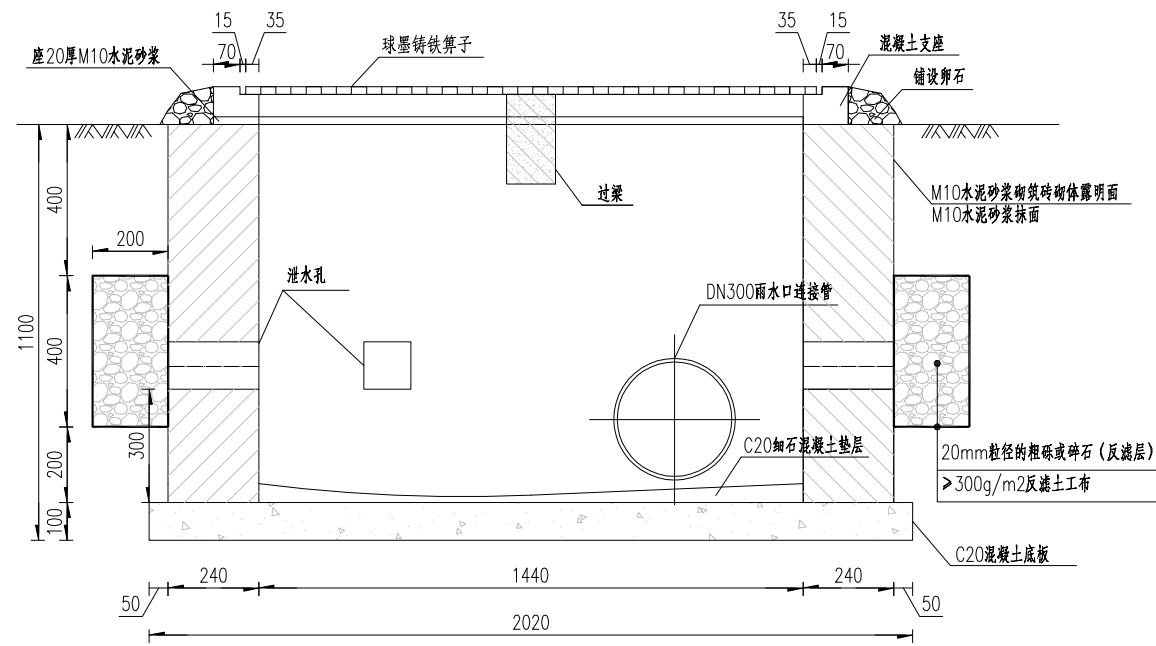 15
35
35
15
70
70
座20厚M10水泥砂浆
球墨铸铁箅子
混凝土支座
铺设卵石
过梁
M10水泥砂浆砌筑砖砌体露明面
M10水泥砂浆抹面
400
200
泄水孔
DN300雨水口连接管
1100
400
300
200
C20细石混凝土垫层
20mm粒径的粗砾或碎石(反滤层)
≥300g/m2反滤土工布
100
C20混凝土底板
240
1440
240
50
50
2020